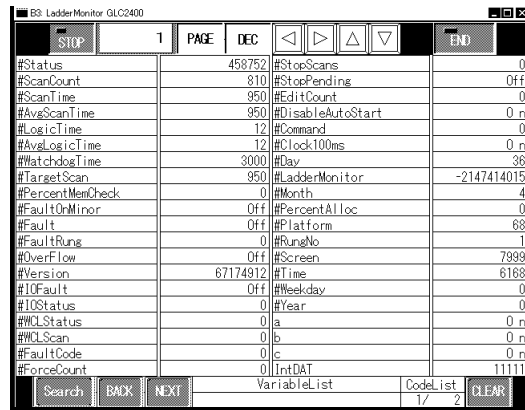 B3: LadderMonitor GLC2400
STOP 1 PAGE DEC END
#Status 458752 #StopScans 0
#ScanCount 810 #StopPending Off
#ScanTime 950 #EditCount 0
#AvgScanTime 950 #DisableAutoStart 0 n
#LogicTime 12 #Command 0
#AvgLogicTime 12 #Clock100ms 0 n
#WatchdogTime 3000 #Day 36
#TargetScan 950 #LadderMonitor -2147414015
#PercentMemCheck 0 #Month 4
#FaultOnMinor Off #PercentAlloc 0
#Fault Off #Platform 68
#FaultRung 0 #RungNo 1
#OverFlow Off #Screen 7999
#Version 67174912 #Time 6168
#IOFault Off #Weekday 0
#IOStatus 0 #Year 0
#WCLStatus 0 a 0 n
#WCLScan 0 b 0 n
#FaultCode 0 c 0 n
#ForceCount 0 IntDAT 11111
Search BACK NEXT VariableList CodeList CLEAR
1/ 2